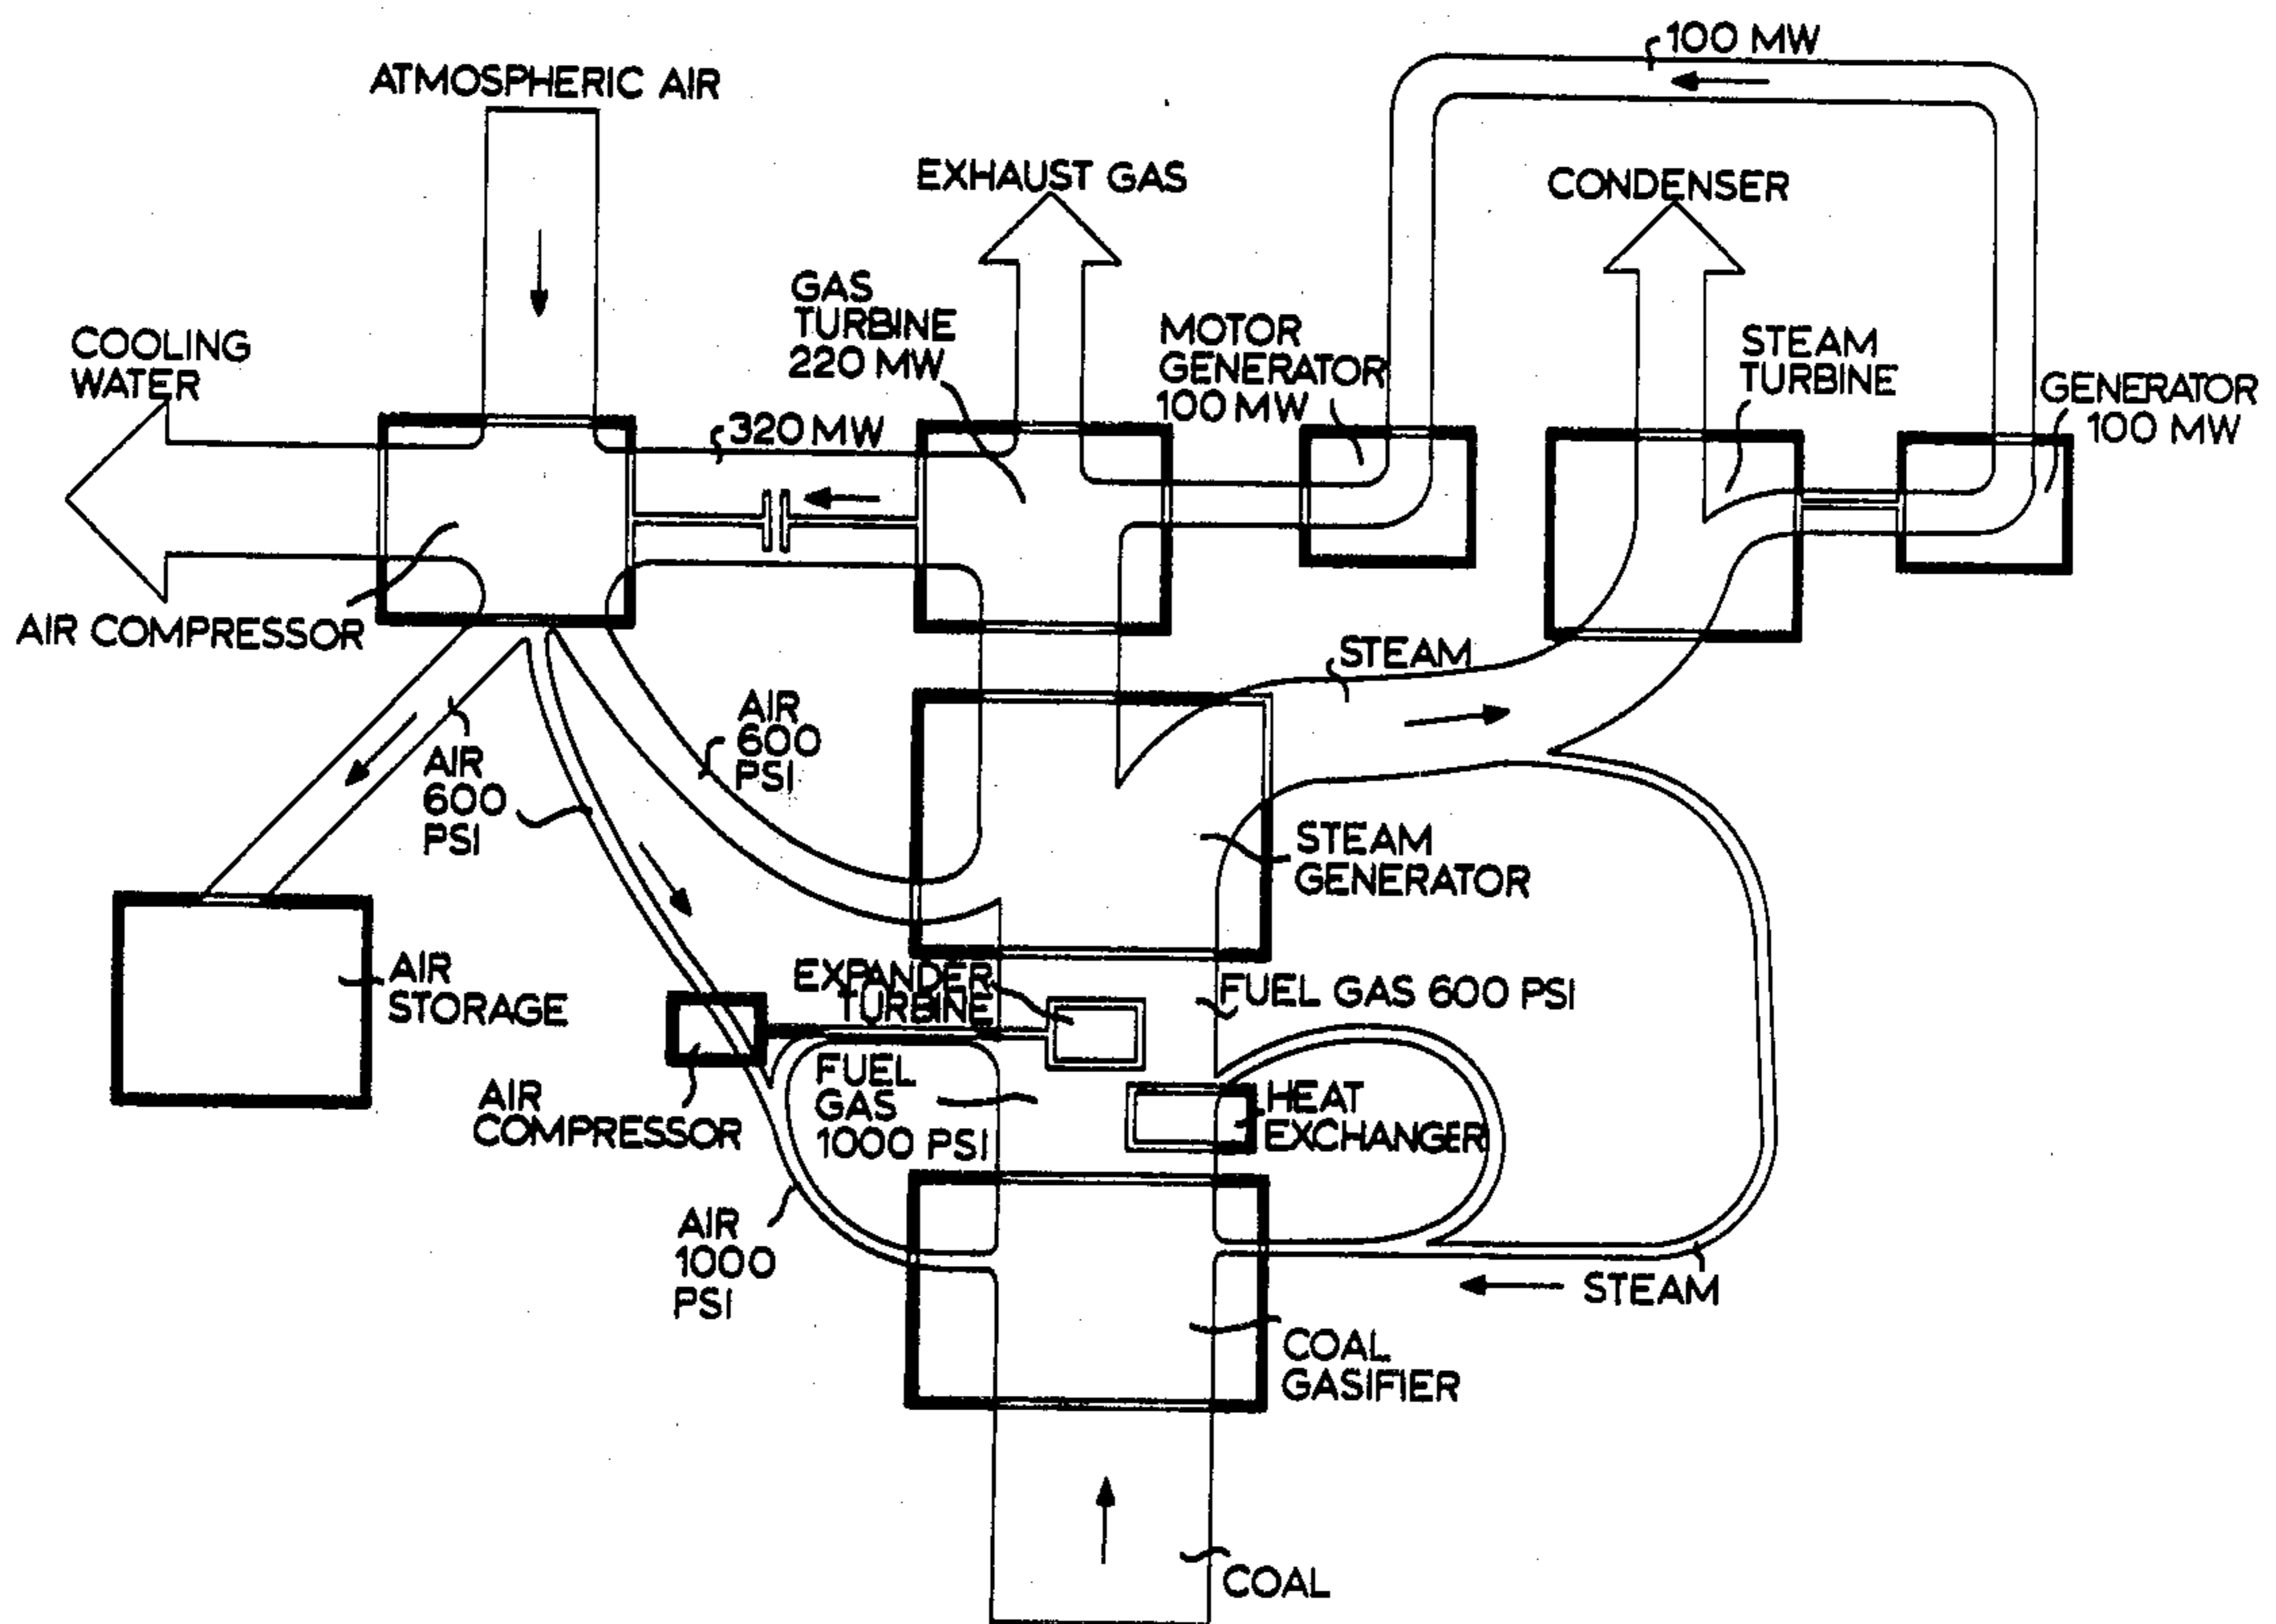 100 MW
ATMOSPHERIC AIR
EXHAUST GAS
CONDENSER
GAS
TURBINE
220 MW
MOTOR
GENERATOR
100 MW
STEAM
TURBINE
GENERATOR
100 MW
COOLING
WATER
320 MW
AIR COMPRESSOR
STEAM
AIR
600
PSI
AIR
600
PSI
STEAM
GENERATOR
AIR
STORAGE
EXPANDER
TURBINE
FUEL GAS 600 PSI
FUEL
GAS
1000 PSI
HEAT
EXCHANGER
AIR
COMPRESSOR
AIR
1000
PSI
STEAM
COAL
GASIFIER
COAL